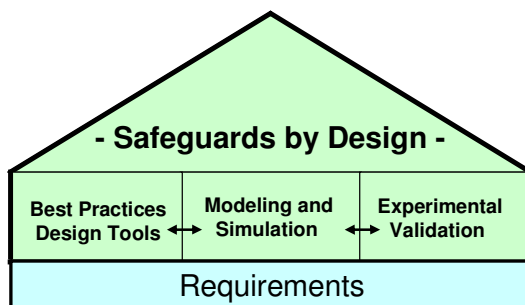 - Safeguards by Design -
Best Practices
Design Tools
Modeling and
Simulation
Experimental
Validation
Requirements